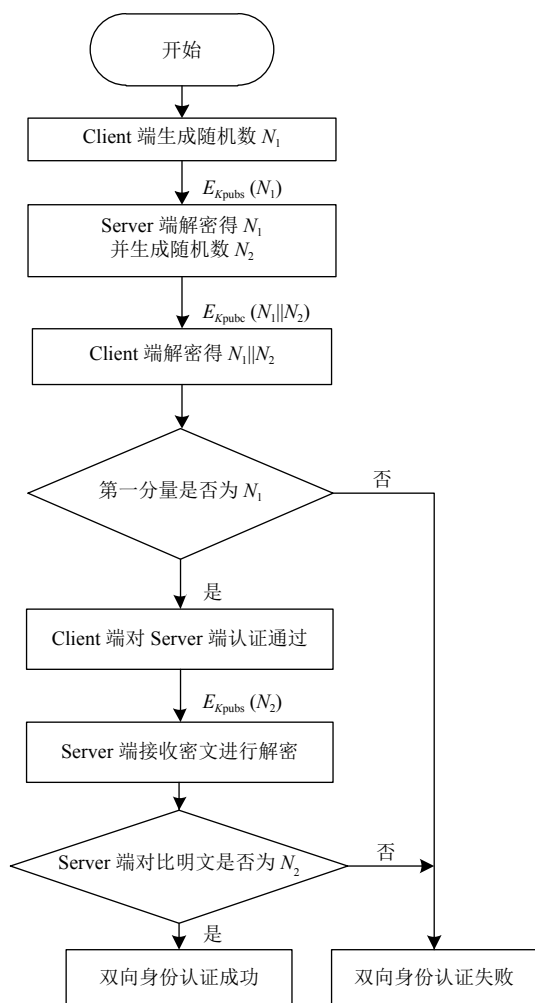 开始
Client 端生成随机数 N₁
E_Kpubs (N₁)
Server 端解密得 N₁
并生成随机数 N₂
E_Kpubc (N₁||N₂)
Client 端解密得 N₁||N₂
第一分量是否为 N₁
否
是
Client 端对 Server 端认证通过
E_Kpubs (N₂)
Server 端接收密文进行解密
Server 端对比明文是否为 N₂
否
是
双向身份认证成功
双向身份认证失败